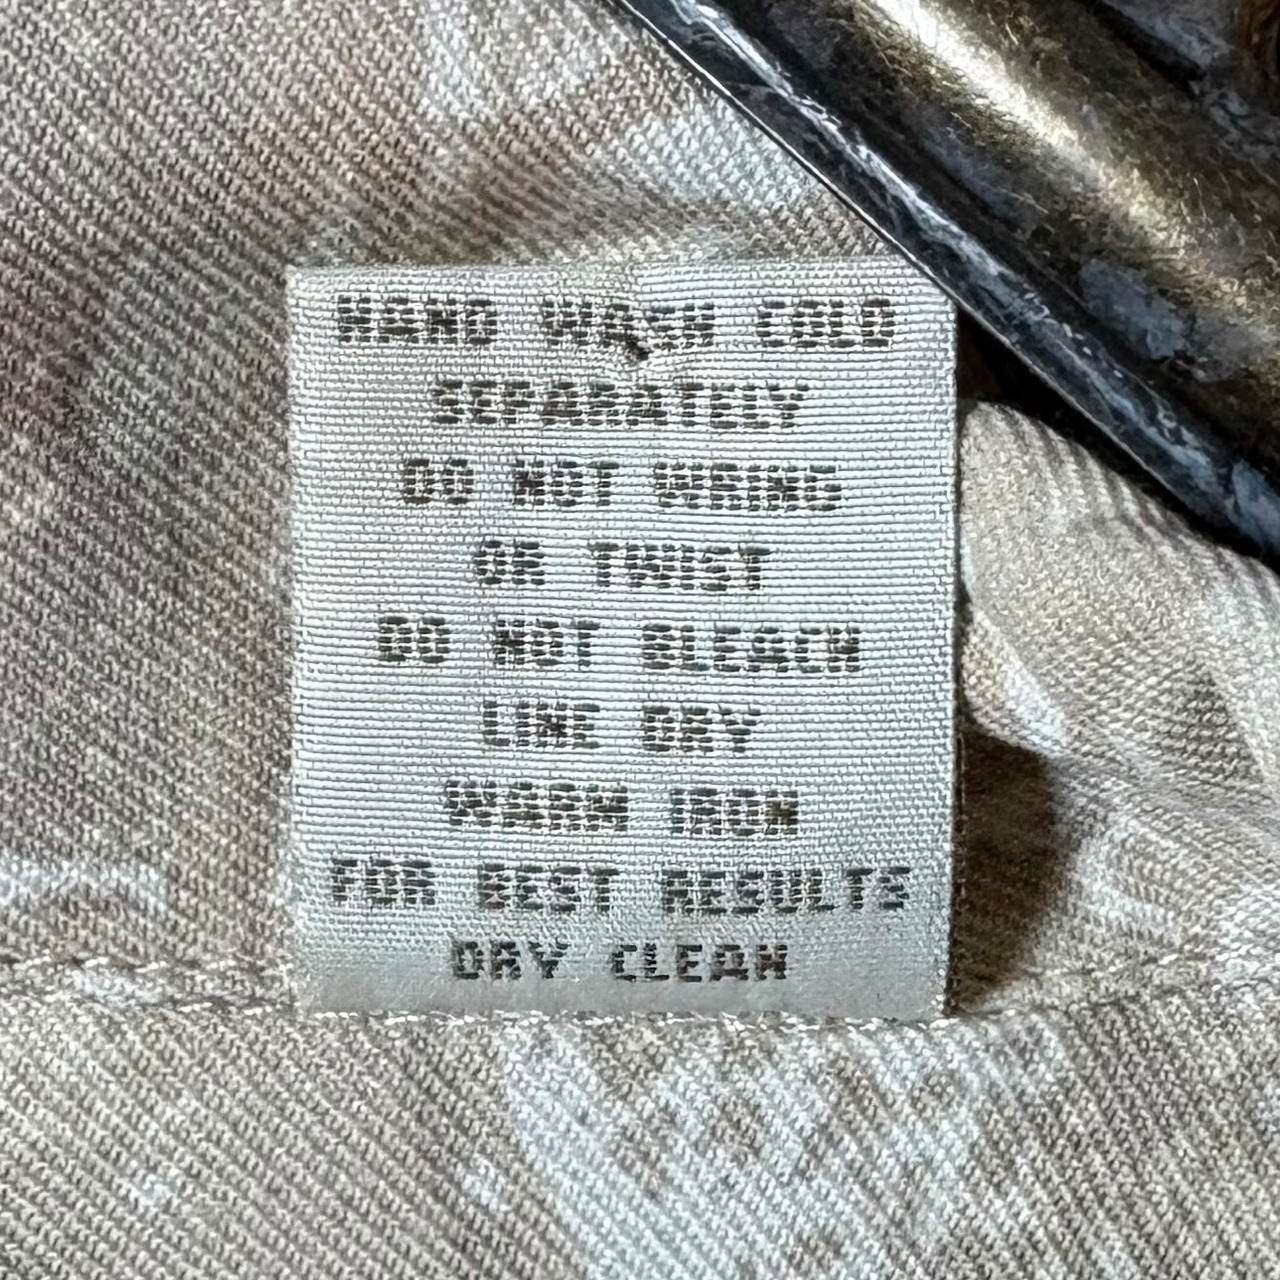 HAND WASH COLD
SEPARATELY
DO NOT WRING
OR TWIST
DO NOT BLEACH
LINE DRY
WARM IRON
FOR BEST RESULTS
DRY CLEAN